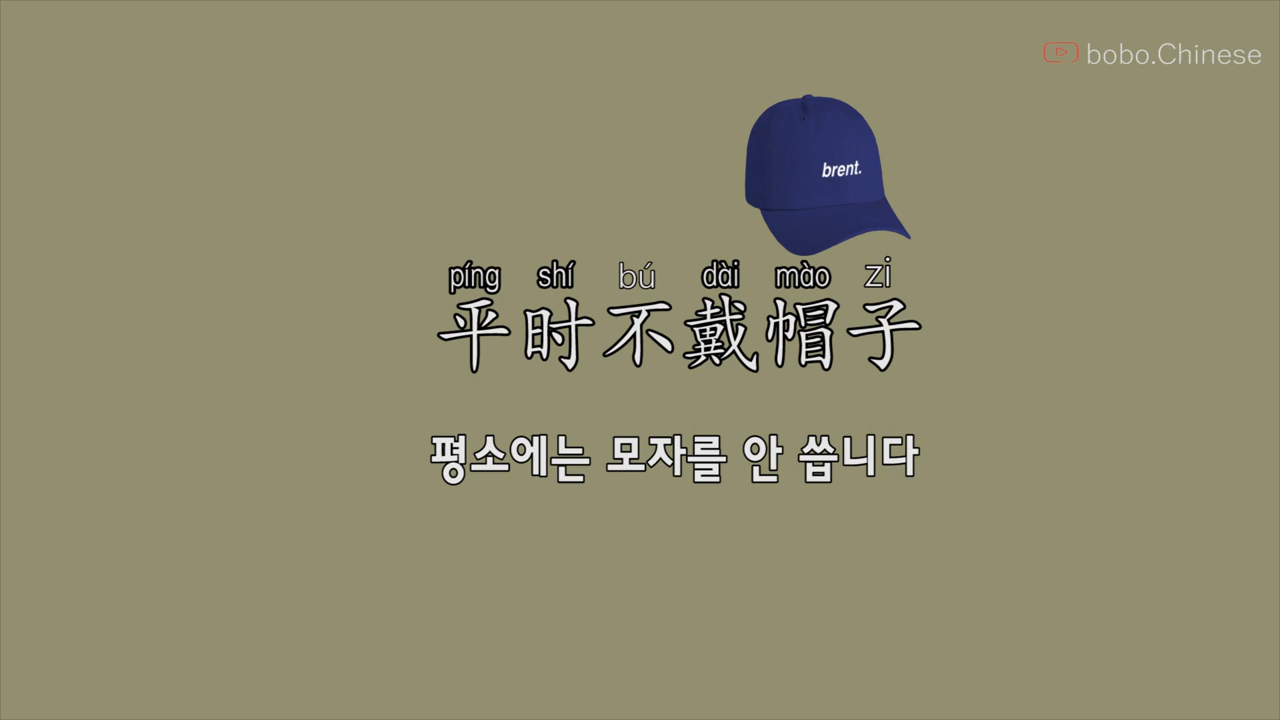 bobo.Chinese
brent.
píng shí bú dài mào zi
平时不戴帽子
평소에는 모자를 안 씁니다